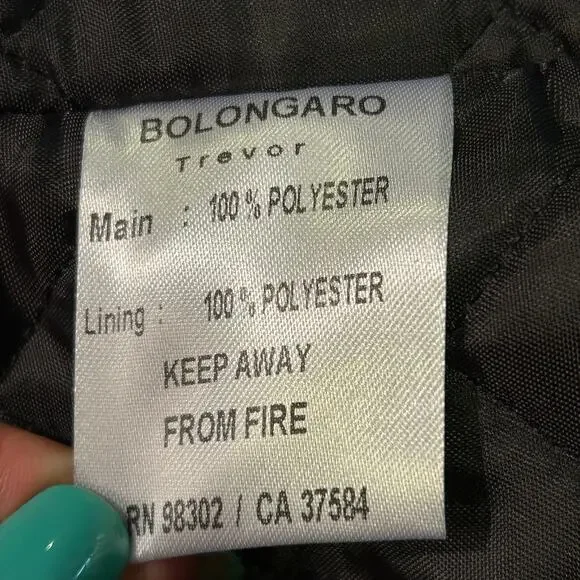 BOLONGARO
Trevor
Main : 100 % POLYESTER
Lining : 100 % POLYESTER
KEEP AWAY
FROM FIRE
RN 98302 / CA 37584